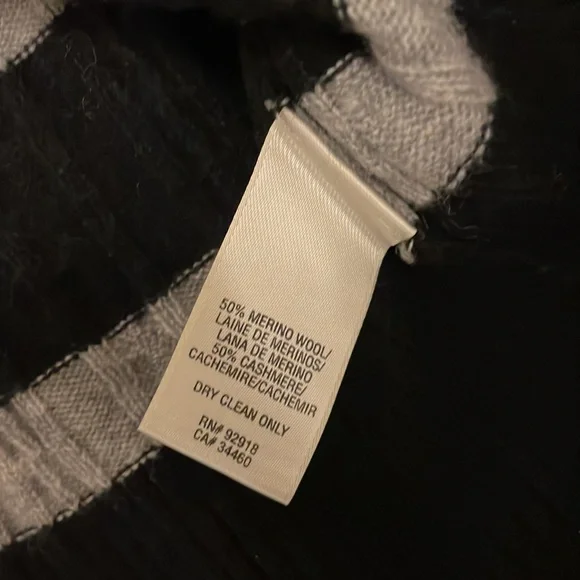 50% MERINO WOOL/
LAINE DE MERINOS/
LANA DE MERINO
50% CASHMERE/
CACHEMIRE/CACHEMIR
DRY CLEAN ONLY
RN# 92918
CA# 34460